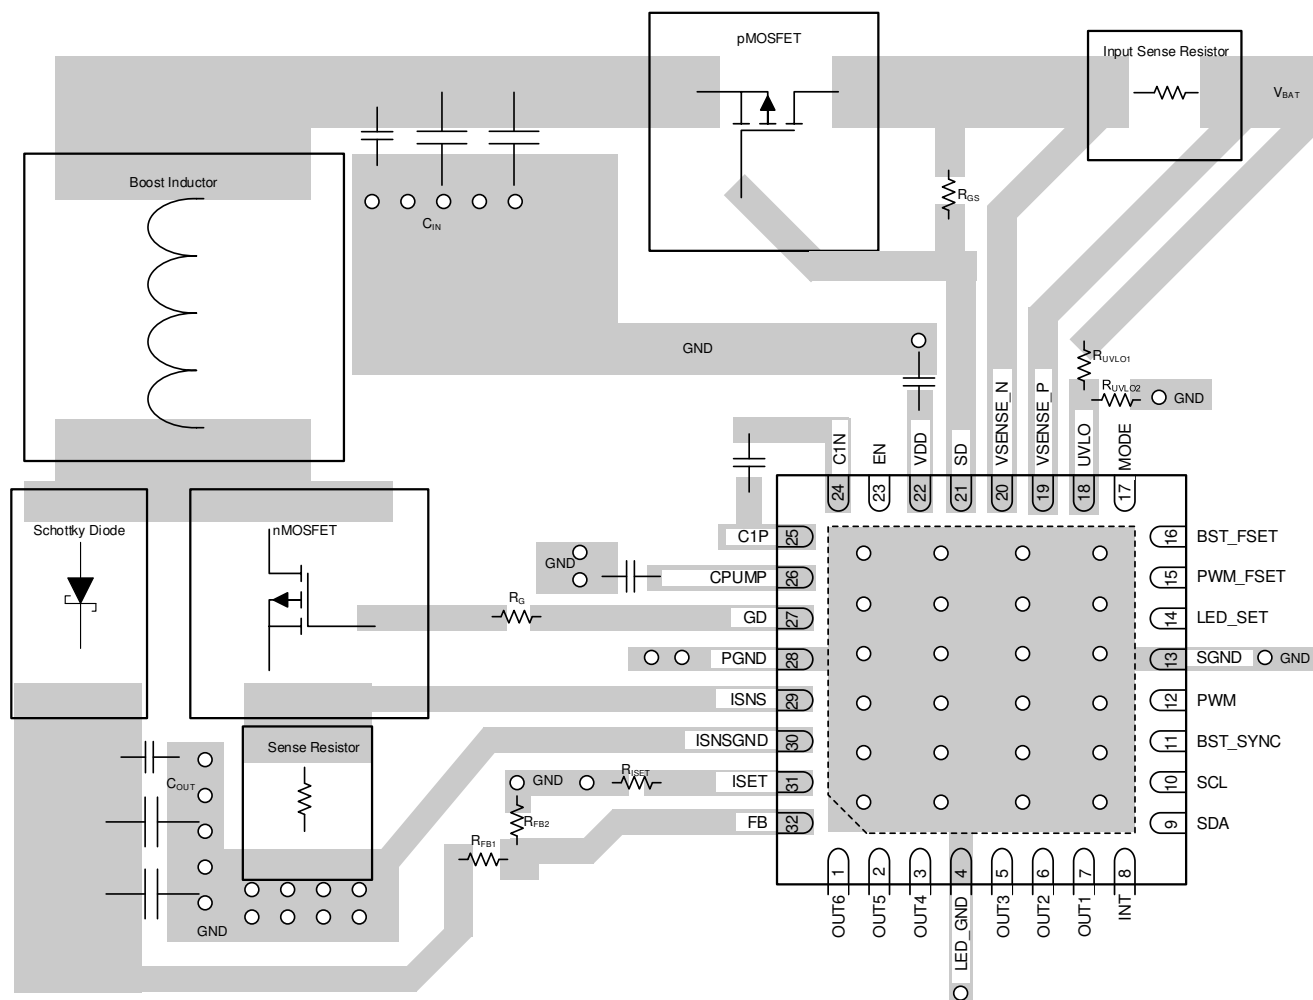 pMOSFET
Input Sense Resistor
VBAT
Boost Inductor
CIN
RGS
GND
RUVLO1
RUVLO2
GND
C1N
EN
VDD
SD
VSENSE_N
VSENSE_P
UVLO
MODE
24
23
22
21
20
19
18
17
Schottky Diode
nMOSFET
C1P
25
16
BST_FSET
GND
CPUMP
26
15
PWM_FSET
RG
GD
27
14
LED_SET
PGND
28
13
SGND
GND
ISNS
29
12
PWM
ISNSGND
30
11
BST_SYNC
Sense Resistor
COUT
GND
RISET
ISET
31
10
SCL
RFB2
FB
32
9
SDA
RFB1
1
2
3
4
5
6
7
8
OUT6
OUT5
OUT4
LED_GND
OUT3
OUT2
OUT1
INT
GND